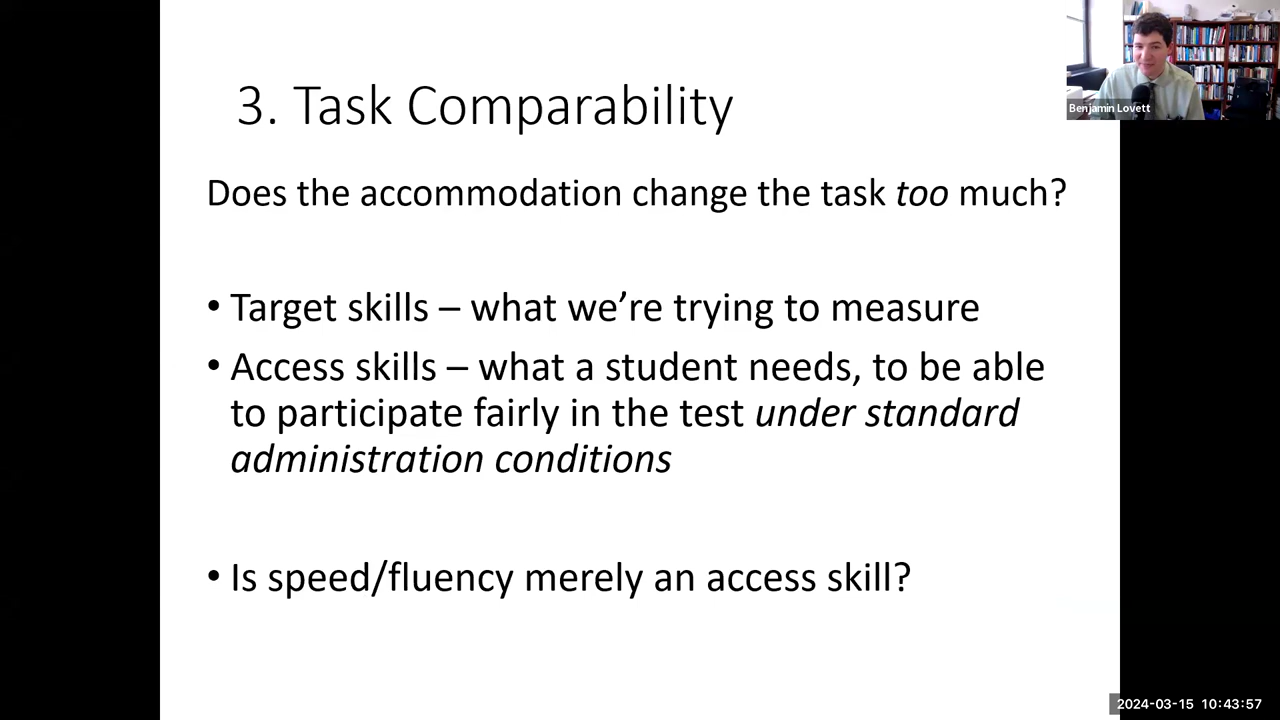 3. Task Comparability
Benjamin Lovett
Does the accommodation change the task too much?
• Target skills – what we’re trying to measure
• Access skills – what a student needs, to be able
to participate fairly in the test under standard
administration conditions
• Is speed/fluency merely an access skill?
2024-03-15 10:43:57